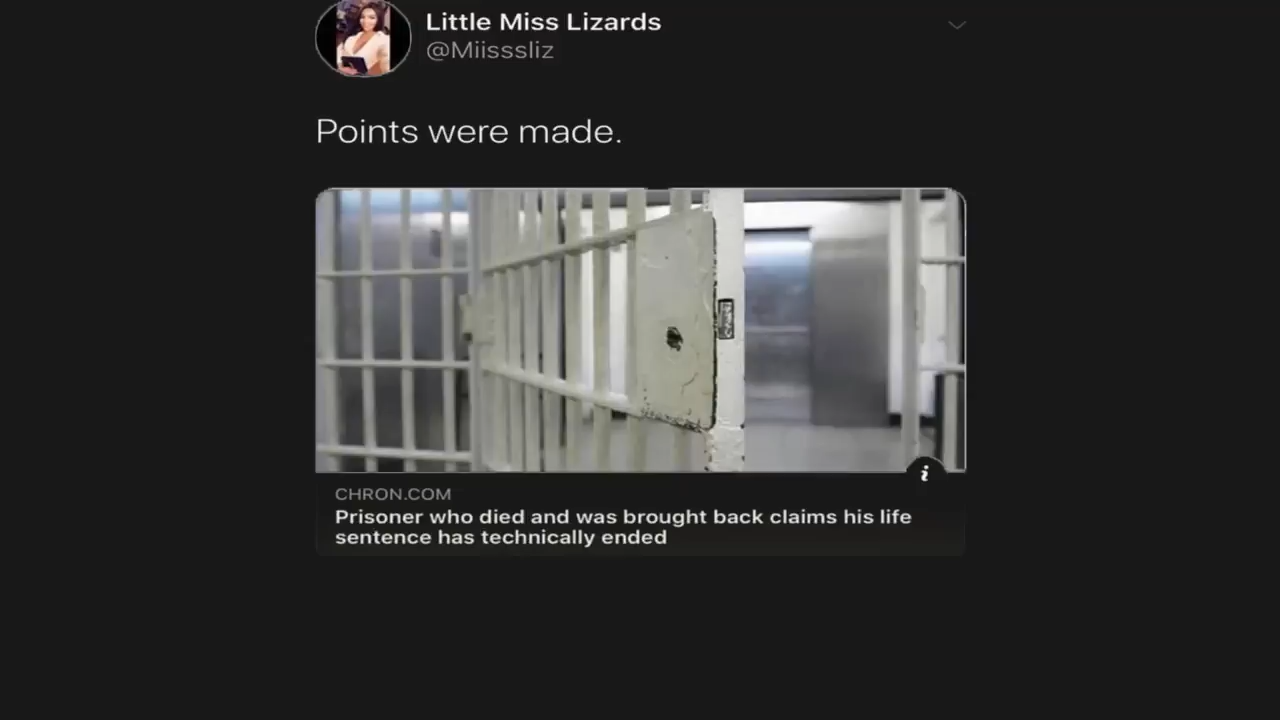 Little Miss Lizards
@Miisssliz
Points were made.
i
CHRON.COM
Prisoner who died and was brought back claims his life
sentence has technically ended